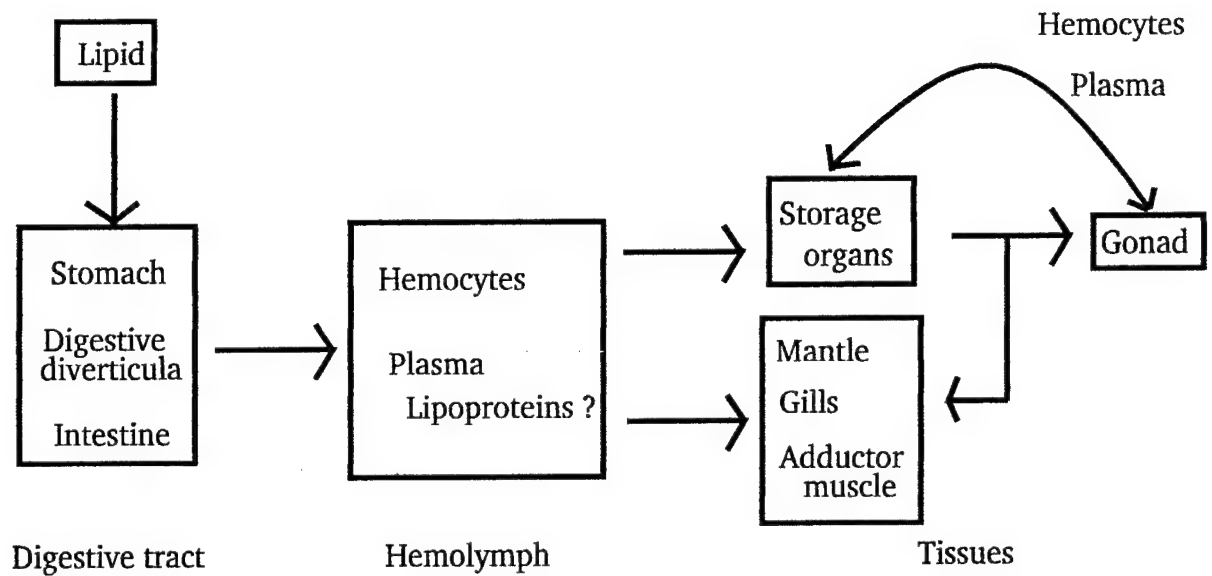 Lipid
Stomach
Digestive
diverticula
Intestine
Digestive tract
Hemocytes
Plasma
Lipoproteins ?
Hemolymph
Hemocytes
Plasma
Storage
organs
Gonad
Mantle
Gills
Adductor
muscle
Tissues